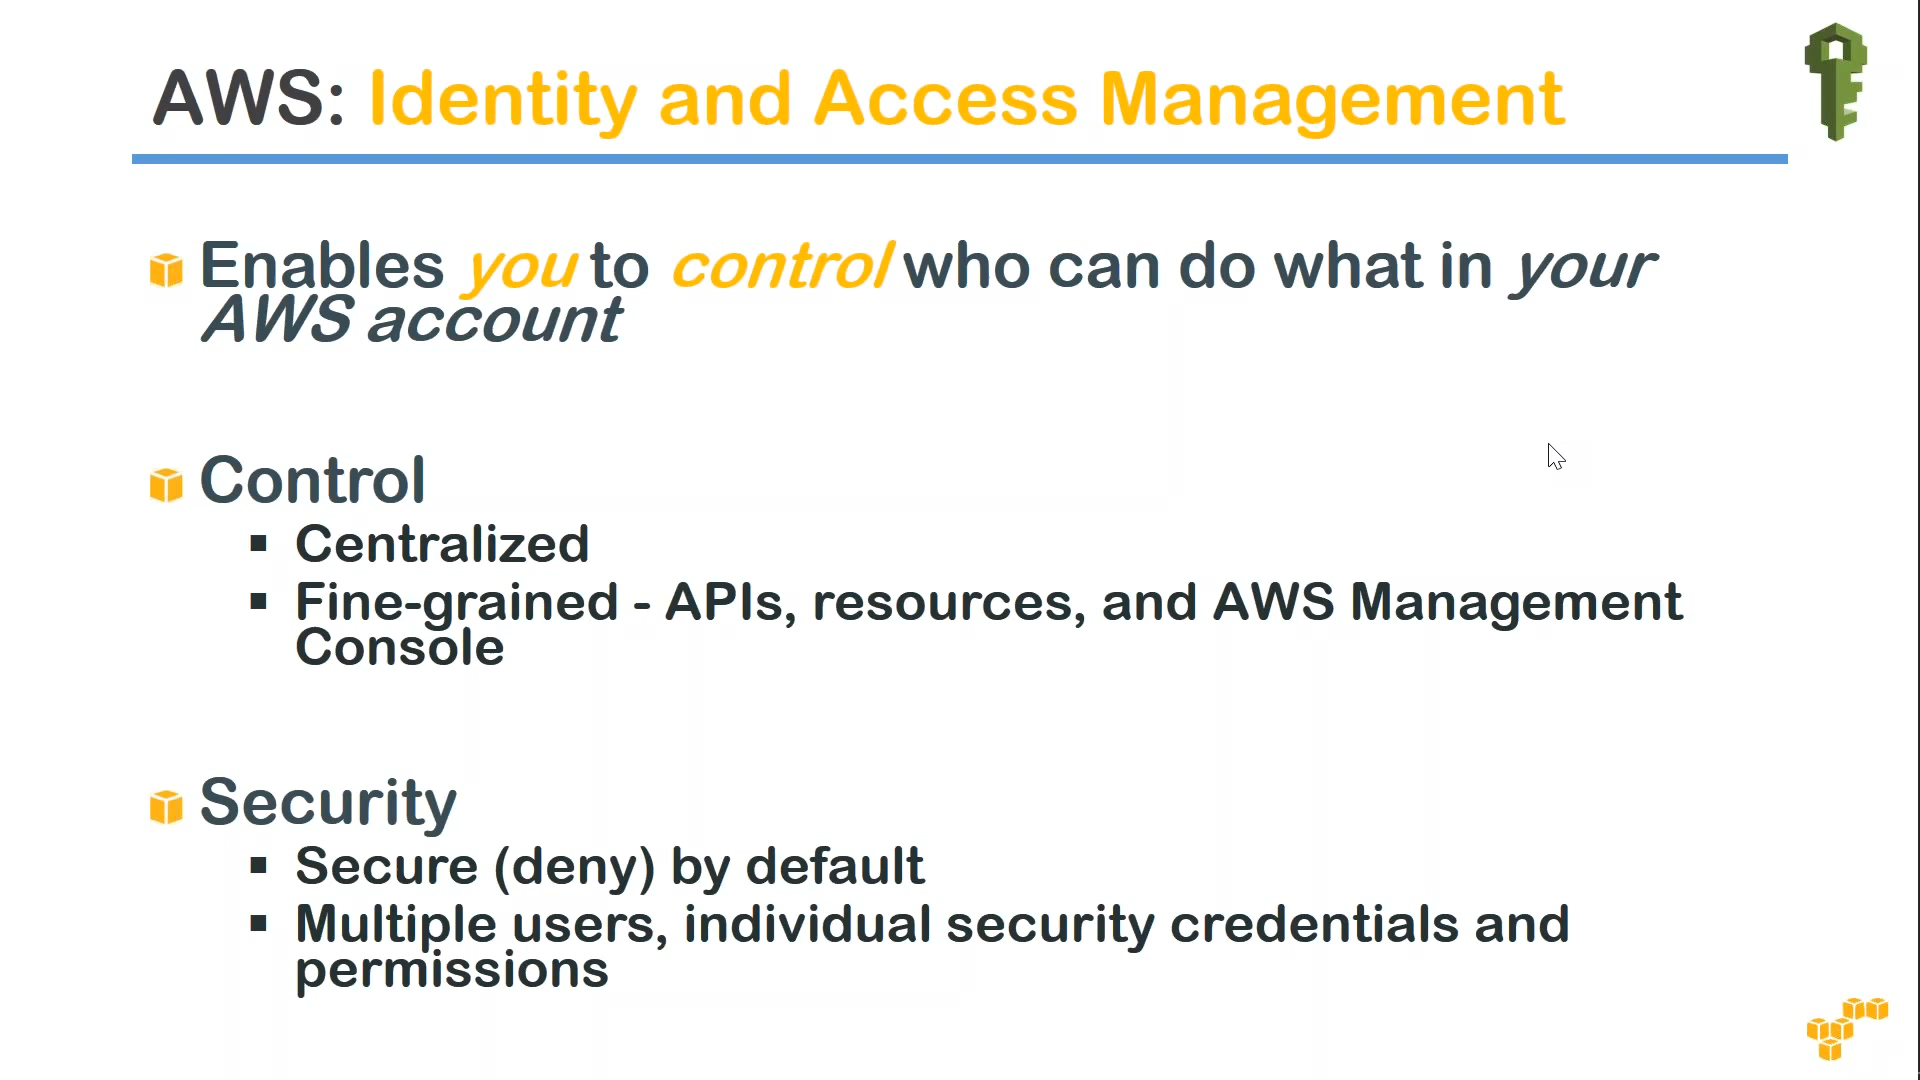 AWS: Identity and Access Management
Enables you to control who can do what in your
AWS account
Control
Centralized
Fine-grained - APIs, resources, and AWS Management
Console
Security
Secure (deny) by default
Multiple users, individual security credentials and
permissions